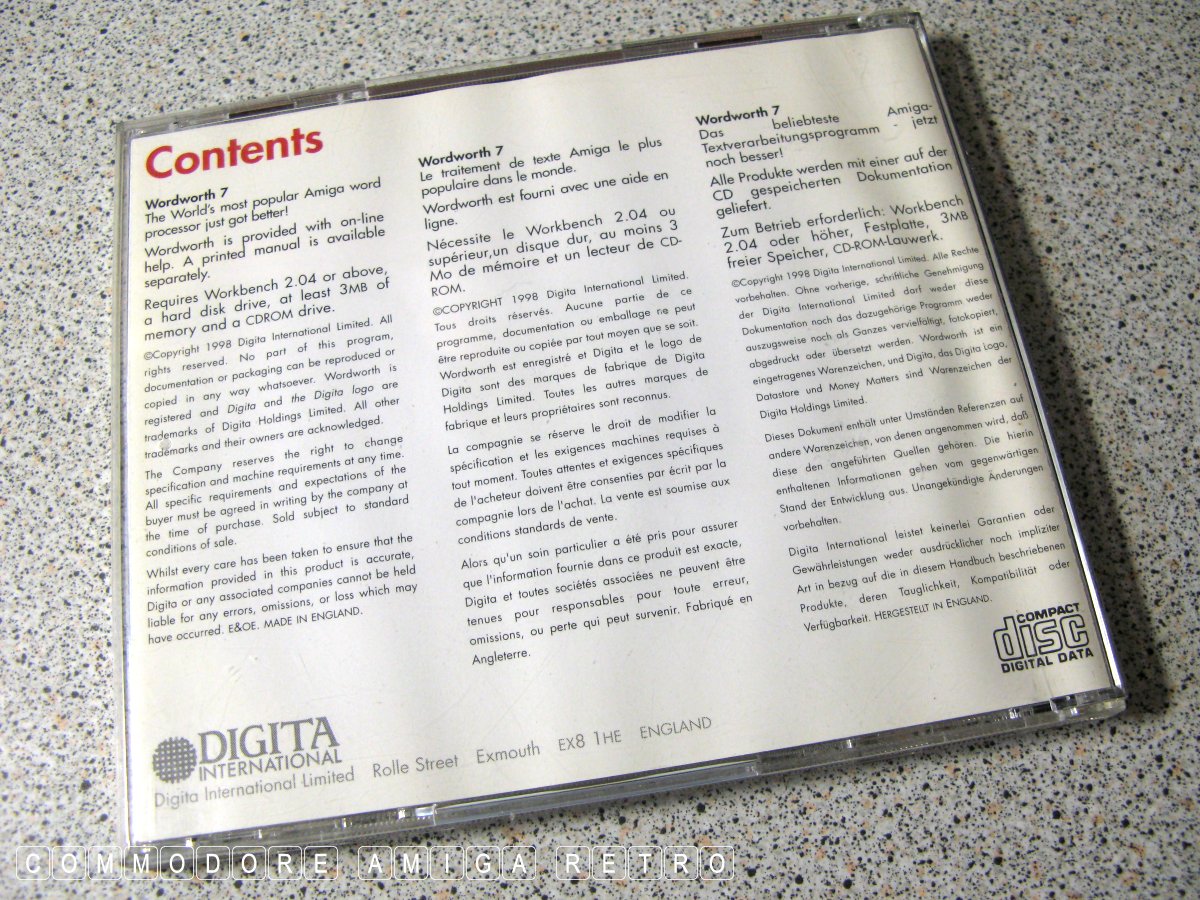 Contents
Wordworth 7
The World's most popular Amiga word
processor just got better!
Wordworth is provided with on-line
help. A printed manual is available
separately.
Requires Workbench 2.04 or above,
a hard disk drive, at least 3MB of
memory and a CDROM drive.
©Copyright 1998 Digita International Limited. All
rights reserved. No part of this program,
documentation or packaging can be reproduced or
copied in any way whatsoever. Wordworth is
registered and Digita and the Digita logo are
trademarks of Digita Holdings Limited. All other
trademarks and their owners are acknowledged.
The Company reserves the right to change
specification and machine requirements at any time.
All specific requirements and expectations of the
buyer must be agreed in writing by the company at
the time of purchase. Sold subject to standard
conditions of sale.
Whilst every care has been taken to ensure that the
information provided in this product is accurate,
Digita or any associated companies cannot be held
liable for any errors, omissions, or loss which may
have occurred. E&OE. MADE IN ENGLAND.
Wordworth 7
Le traitement de texte Amiga le plus
populaire dans le monde.
Wordworth est fourni avec une aide en
ligne.
Nécessite le Workbench 2.04 ou
supérieur,un disque dur, au moins 3
Mo de mémoire et un lecteur de CD-
ROM.
©COPYRIGHT 1998 Digita International Limited.
Tous droits réservés. Aucune partie de ce
programme, documentation ou emballage ne peut
être reproduite ou copiée par tout moyen que se soit.
Wordworth est enregistré et Digita et le logo de
Digita sont des marques de fabrique de Digita
Holdings Limited. Toutes les autres marques de
fabrique et leurs propriétaires sont reconnus.
La compagnie se réserve le droit de modifier la
spécification et les exigences machines requises à
tout moment. Toutes attentes et exigences spécifiques
de l'acheteur doivent être consenties par écrit par la
compagnie lors de l'achat. La vente est soumise aux
conditions standards de vente.
Alors qu'un soin particulier a été pris pour assurer
que l'information fournie dans ce produit est exacte,
Digita et toutes sociétés associées ne peuvent être
tenues pour responsables pour toute erreur,
omissions, ou perte qui peut survenir. Fabriqué en
Angleterre.
Wordworth 7
Das beliebteste Amiga-
Textverarbeitungsprogramm - jetzt
noch besser!
Alle Produkte werden mit einer auf der
CD gespeicherten Dokumentation
geliefert.
Zum Betrieb erforderlich: Workbench
2.04 oder höher, Festplatte, 3MB
freier Speicher, CD-ROM-Lauwerk.
©Copyright 1998 Digita International Limited. Alle Rechte
vorbehalten. Ohne vorherige, schriftliche Genehmigung
der Digita International Limited darf weder diese
Dokumentation noch das dazugehörige Programm weder
auszugsweise noch als Ganzes vervielfältigt, fotokopiert,
abgedruckt oder übersetzt werden. Wordworth ist ein
eingetragenes Warenzeichen, und Digita, das Digita Logo,
Datastore und Money Matters sind Warenzeichen der
Digita Holdings Limited.
Dieses Dokument enthält unter Umständen Referenzen auf
andere Warenzeichen, von denen angenommen wird, daß
diese den angeführten Quellen gehören. Die hierin
enthaltenen Informationen gehen vom gegenwärtigen
Stand der Entwicklung aus. Unangekündigte Änderungen
vorbehalten.
Digita International leistet keinerlei Garantien oder
Gewährleistungen weder ausdrücklicher noch impliziter
Art in bezug auf die in diesem Handbuch beschriebenen
Produkte, deren Tauglichkeit, Kompatibilität oder
Verfügbarkeit. HERGESTELLT IN ENGLAND.
COMPACT
disc
DIGITAL DATA
DIGITA
INTERNATIONAL
Digita International Limited Rolle Street Exmouth EX8 1HE ENGLAND
COMMODORE AMIGA RETRO